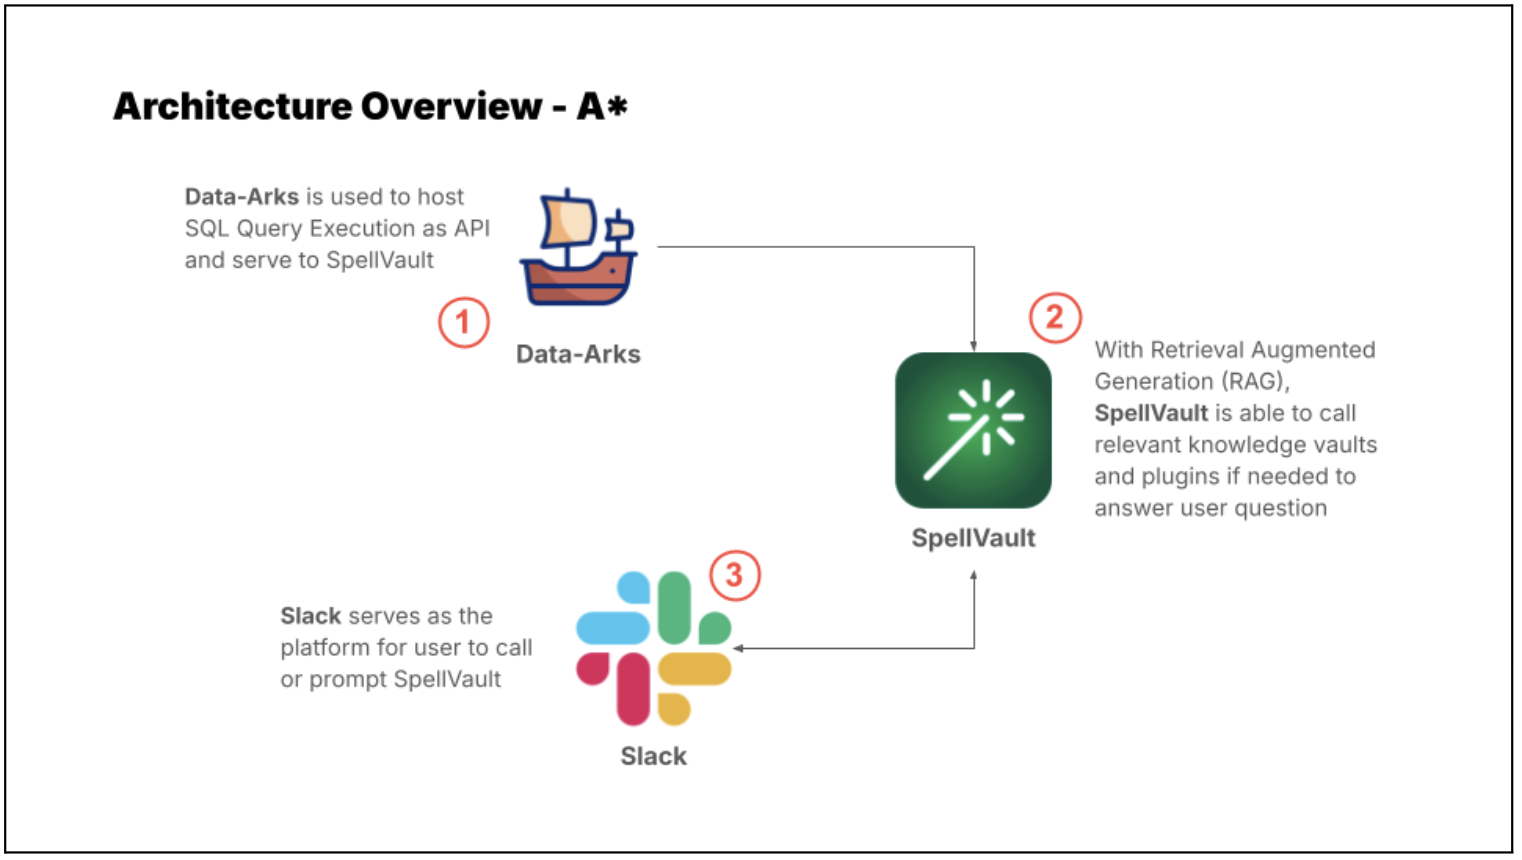 Architecture Overview - A*
Data-Arks is used to host
SQL Query Execution as API
and serve to SpellVault
1
Data-Arks
2
With Retrieval Augmented
Generation (RAG),
SpellVault is able to call
relevant knowledge vaults
and plugins if needed to
answer user question
SpellVault
3
Slack serves as the
platform for user to call
or prompt SpellVault
Slack